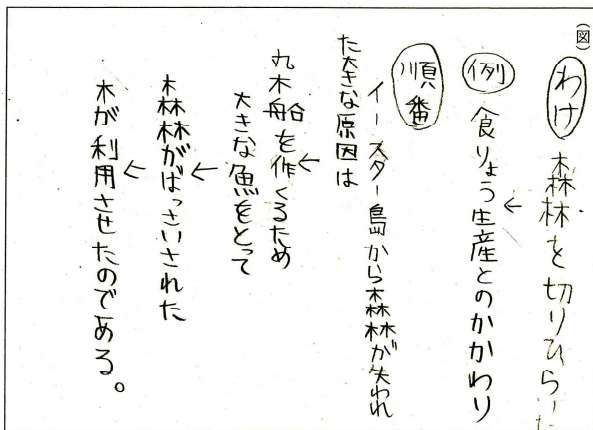 (図)
わけ 森林を切りひらいた
↓
例 食りょう生産とのかかわり
順番
イースター島から森林が失われ
た大きな原因は
↓
丸木船を作くるため
大きな魚をとって
↓
森林がばっさいされた
↓
木が利用させたのである。